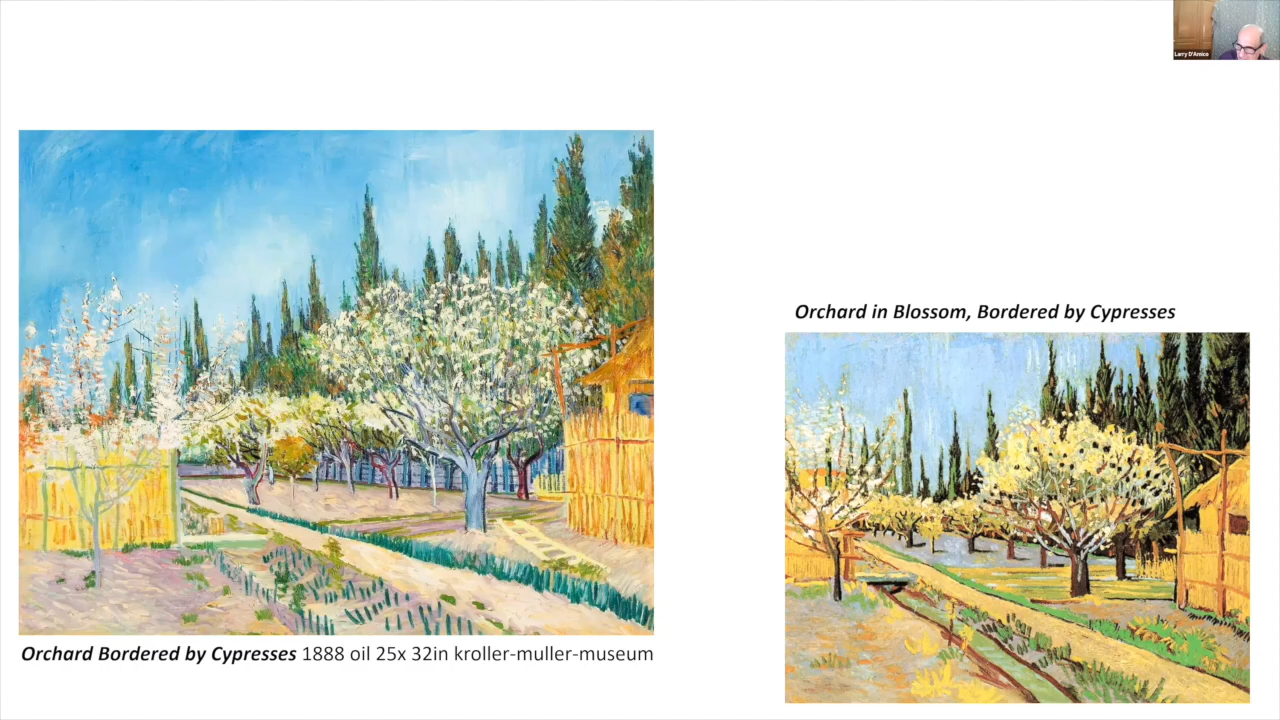 Larry D'Amico
Orchard in Blossom, Bordered by Cypresses
Orchard Bordered by Cypresses 1888 oil 25x 32in kroller-muller-museum